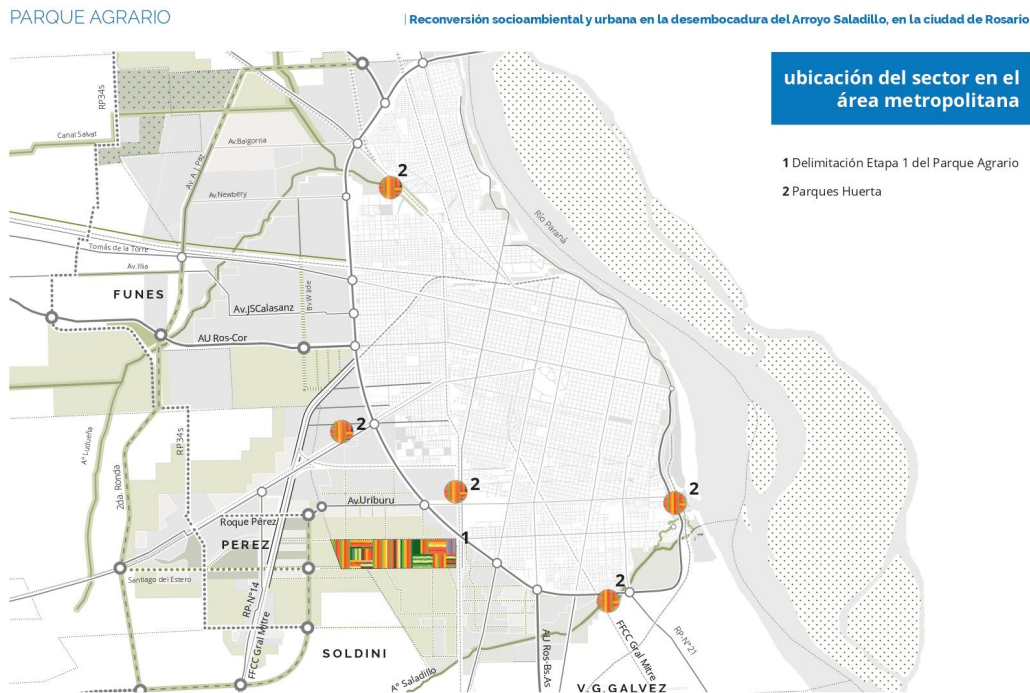 PARQUE AGRARIO
| Reconversión socioambiental y urbana en la desembocadura del Arroyo Saladillo, en la ciudad de Rosario
ubicación del sector en el
área metropolitana
1 Delimitación Etapa 1 del Parque Agrario
2 Parques Huerta
RP34s
Canal Salvat
Av.Baigorria
Av.A.L.Paz
2
Av.Newbery
Río Paraná
Tomás de la Torre
Av.Illia
FUNES
Bv.Wilde
Av.JSCalasanz
AU Ros-Cor
2
RP34s
Aº Ludueña
2da. Ronda
2
2
Av.Uriburu
Roque Pérez
PEREZ
1
Santiago del Estero
2
RP-Nº14
FFCC Gral Mitre
FFCC Gral Mitre
RP-Nº21
AU Ros-Bs.As
SOLDINI
Aº Saladillo
V.G.GALVEZ